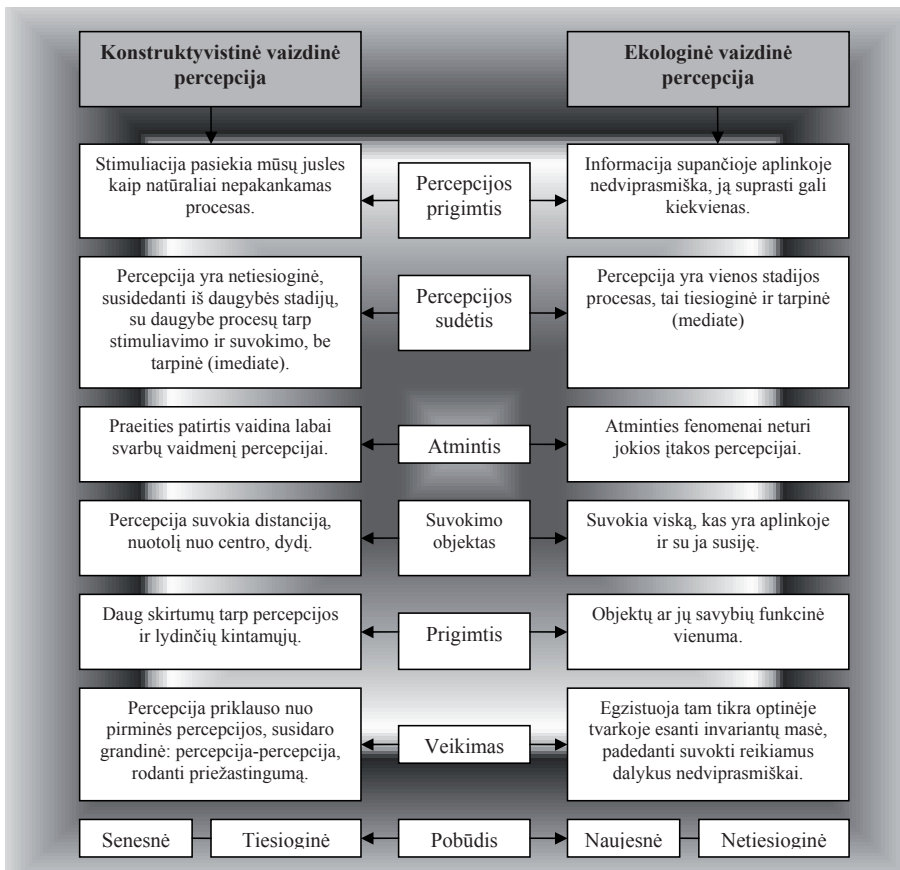 Konstruktyvistinė vaizdinė
percepcija
Ekologinė vaizdinė
percepcija
Stimuliacija pasiekia mūsų jusles
kaip natūraliai nepakankamas
procesas.
Percepcijos
prigimtis
Informacija supančioje aplinkoje
nedviprasmiška, ją suprasti gali
kiekvienas.
Percepcija yra netiesioginė,
susidedanti iš daugybės stadijų,
su daugybe procesų tarp
stimuliavimo ir suvokimo, be
tarpinė (imediate).
Percepcijos
sudėtis
Percepcija yra vienos stadijos
procesas, tai tiesioginė ir tarpinė
(mediate)
Praeities patirtis vaidina labai
svarbų vaidmenį percepcijai.
Atmintis
Atminties fenomenai neturi
jokios įtakos percepcijai.
Percepcija suvokia distanciją,
nuotolį nuo centro, dydį.
Suvokimo
objektas
Suvokia viską, kas yra aplinkoje
ir su ja susiję.
Daug skirtumų tarp percepcijos
ir lydinčių kintamųjų.
Prigimtis
Objektų ar jų savybių funkcinė
vienuma.
Percepcija priklauso nuo
pirminės percepcijos, susidaro
grandinė: percepcija-percepcija,
rodanti priežastingumą.
Veikimas
Egzistuoja tam tikra optinėje
tvarkoje esanti invariantų masė,
padedanti suvokti reikiamus
dalykus nedviprasmiškai.
Senesnė
Tiesioginė
Pobūdis
Naujesnė
Netiesioginė